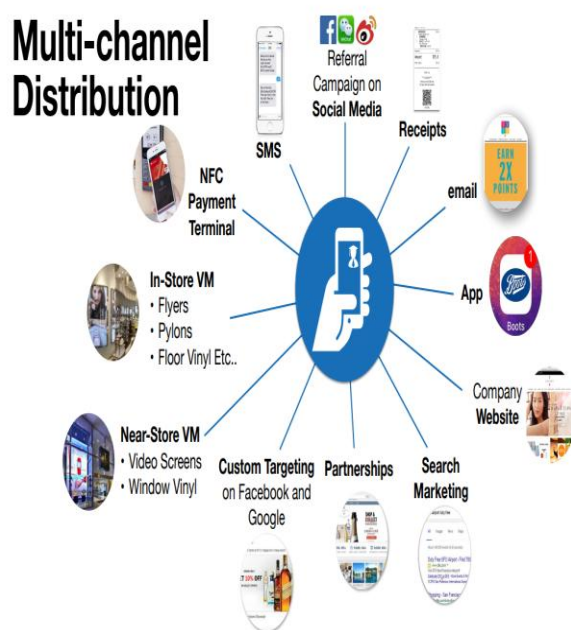 Multi-channel
Distribution
SMS
Referral
Campaign on
Social Media
Receipts
NFC
Payment
Terminal
email
EARN
2X
POINTS
In-Store VM
• Flyers
• Pylons
• Floor Vinyl Etc..
App
1
Boots
Boots
Company
Website
Near-Store VM
• Video Screens
• Window Vinyl
Custom Targeting
on Facebook and
Google
Partnerships
Search
Marketing